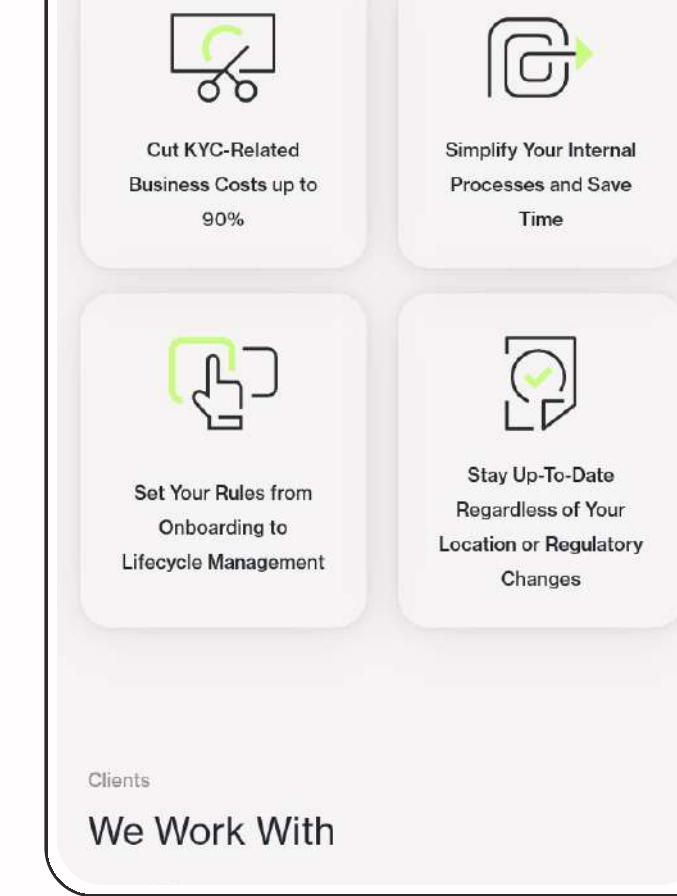 Cut KYC-Related
Business Costs up to
90%
Simplify Your Internal
Processes and Save
Time
Set Your Rules from
Onboarding to
Lifecycle Management
Stay Up-To-Date
Regardless of Your
Location or Regulatory
Changes
Clients
We Work With